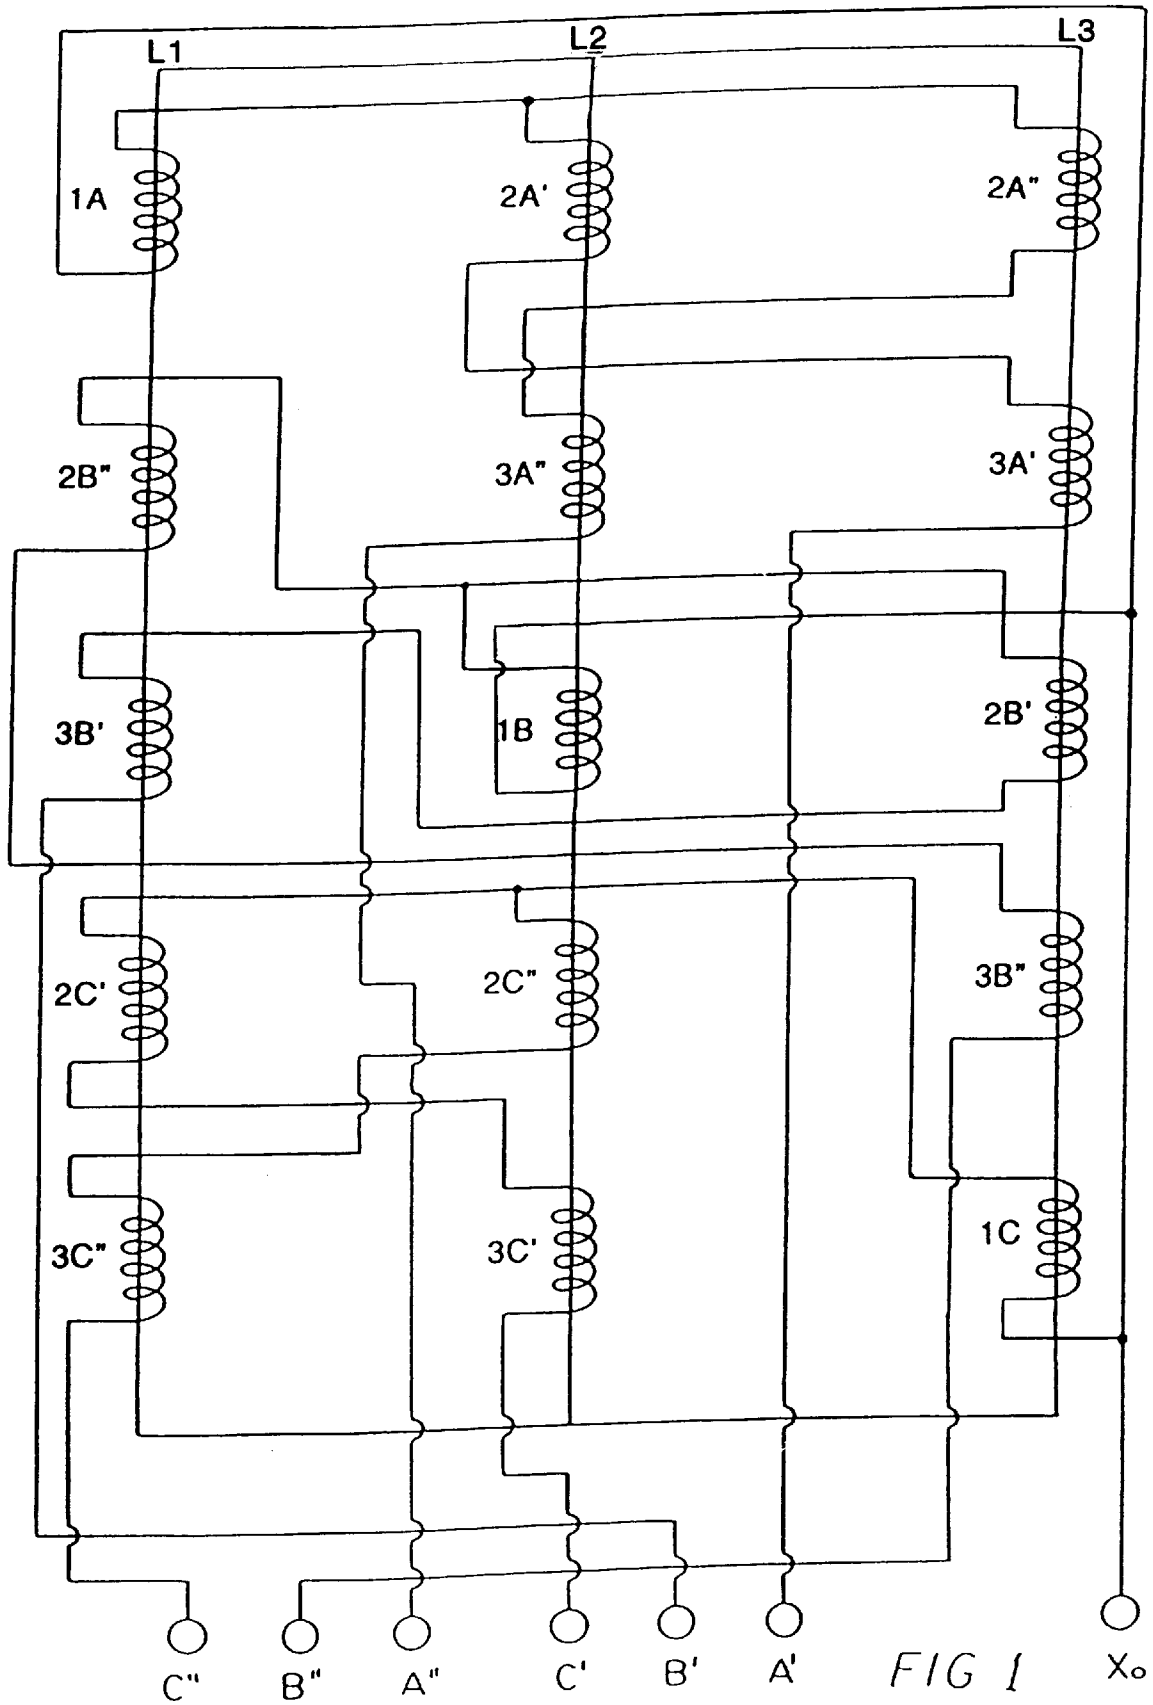 L1 L2 L3
1A 2A' 2A"
2B" 3A" 3A'
3B' 1B 2B'
2C' 2C" 3B"
3C" 3C' 1C
C" B" A" C' B' A' FIG 1 Xo